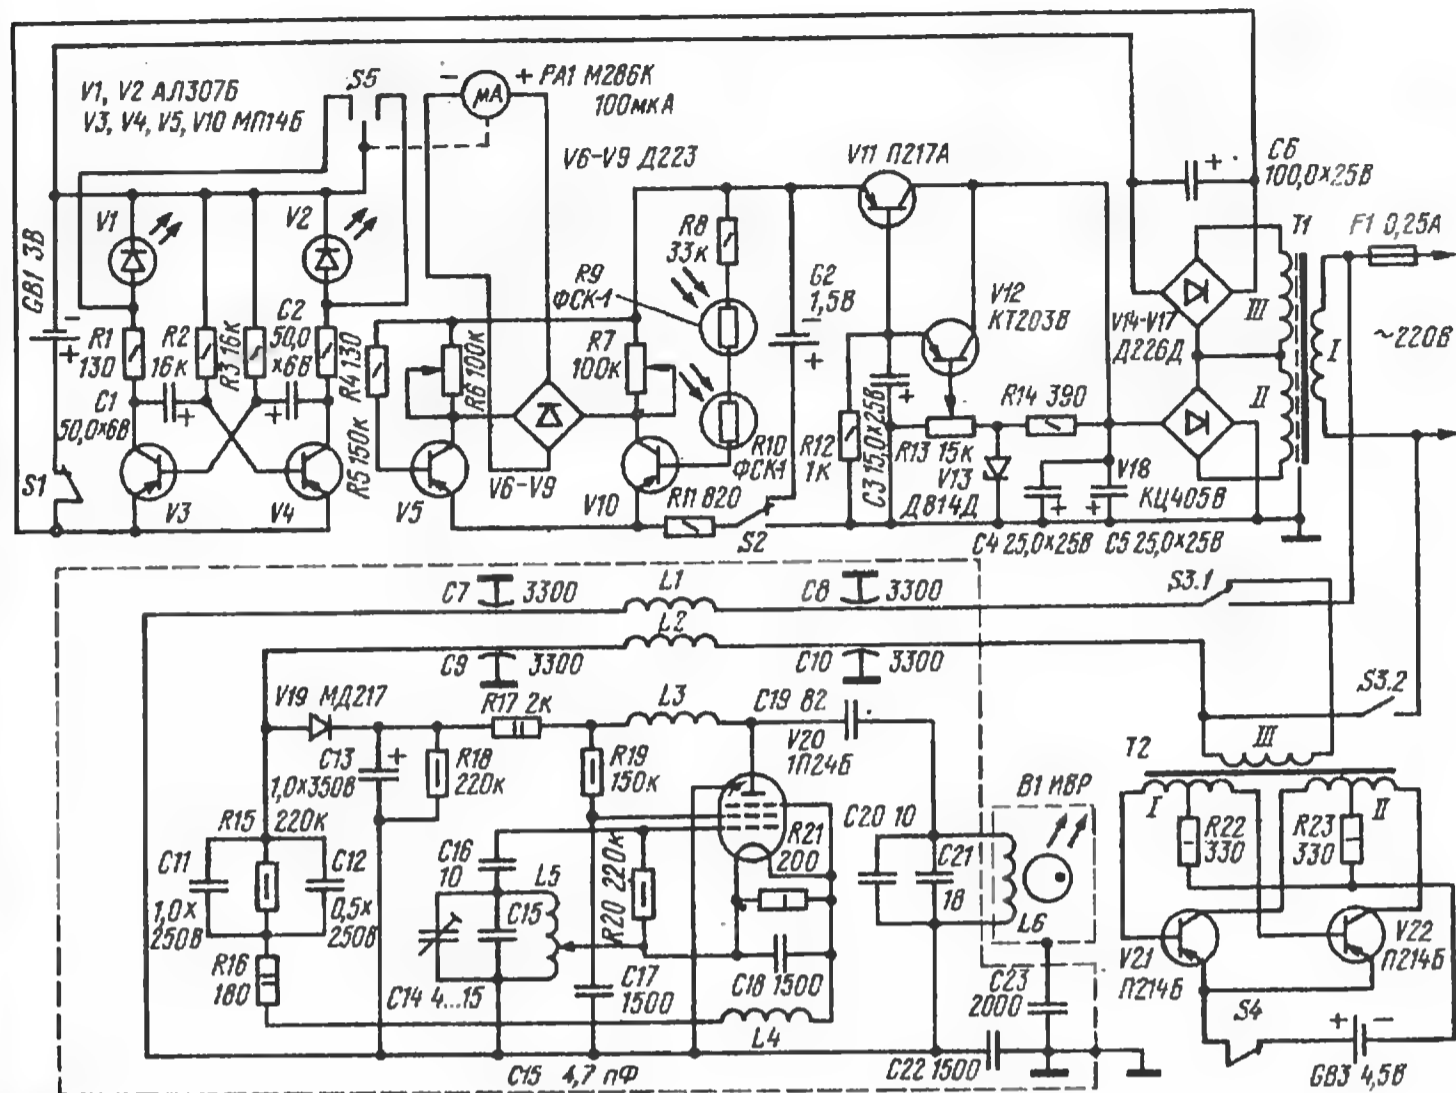 V1, V2 АЛ307Б
V3, V4, V5, V10 МП14Б
S5
− + PA1 М286К
μA 100мкА
V6-V9 Д223
V11 П217А
C6
100,0×25В
T1
F1 0,25А
GB1 3В
V1
V2
R8
33к
R9
ФСК-1
G2
1,5В
V12
КТ203В
V14-V17
Д226Д
III
I
II
~220В
R1
130
R2
16к
R3 16к
C2
50,0
×6В
R4 130
R5 150к
R6 100к
R7
100к
R10
ФСК-1
C1
50,0×6В
R12
1К
C3 15,0×25В
R13 15к
R14 390
V13
Д814Д
V18
КЦ405В
S1
V3
V4
V5
V6-V9
V10
R11 820
S2
C4 25,0×25В
C5 25,0×25В
C7 3300
L1
C8 3300
S3.1
L2
C9 3300
C10 3300
S3.2
V19 МД217
R17 2к
L3
C19 82
V20
1П24Б
C13
1,0×350В
R18
220к
R19
150к
T2
III
I
II
R22
330
R23
330
R15 220к
C11
1,0×
250В
C12
0,5×
250В
R16
180
C16
10
L5
C15
C14 4...15
R20 220к
R21
200
C17
1500
C18 1500
L4
C20 10
C21
18
B1 ИВР
L6
C23
2000
C22 1500
C15 4,7 пФ
V21
П214Б
V22
П214Б
S4
GB3 4,5В